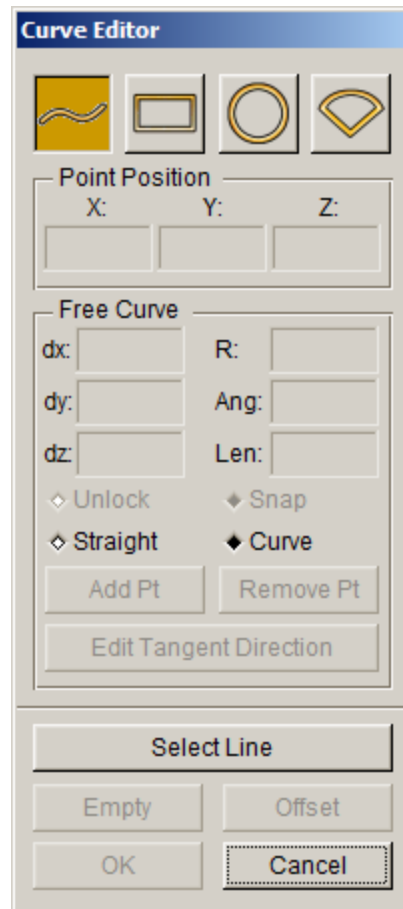 Curve Editor
Point Position
X: Y: Z:
Free Curve
dx: R:
dy: Ang:
dz: Len:
Unlock Snap
Straight Curve
Add Pt Remove Pt
Edit Tangent Direction
Select Line
Empty Offset
OK Cancel